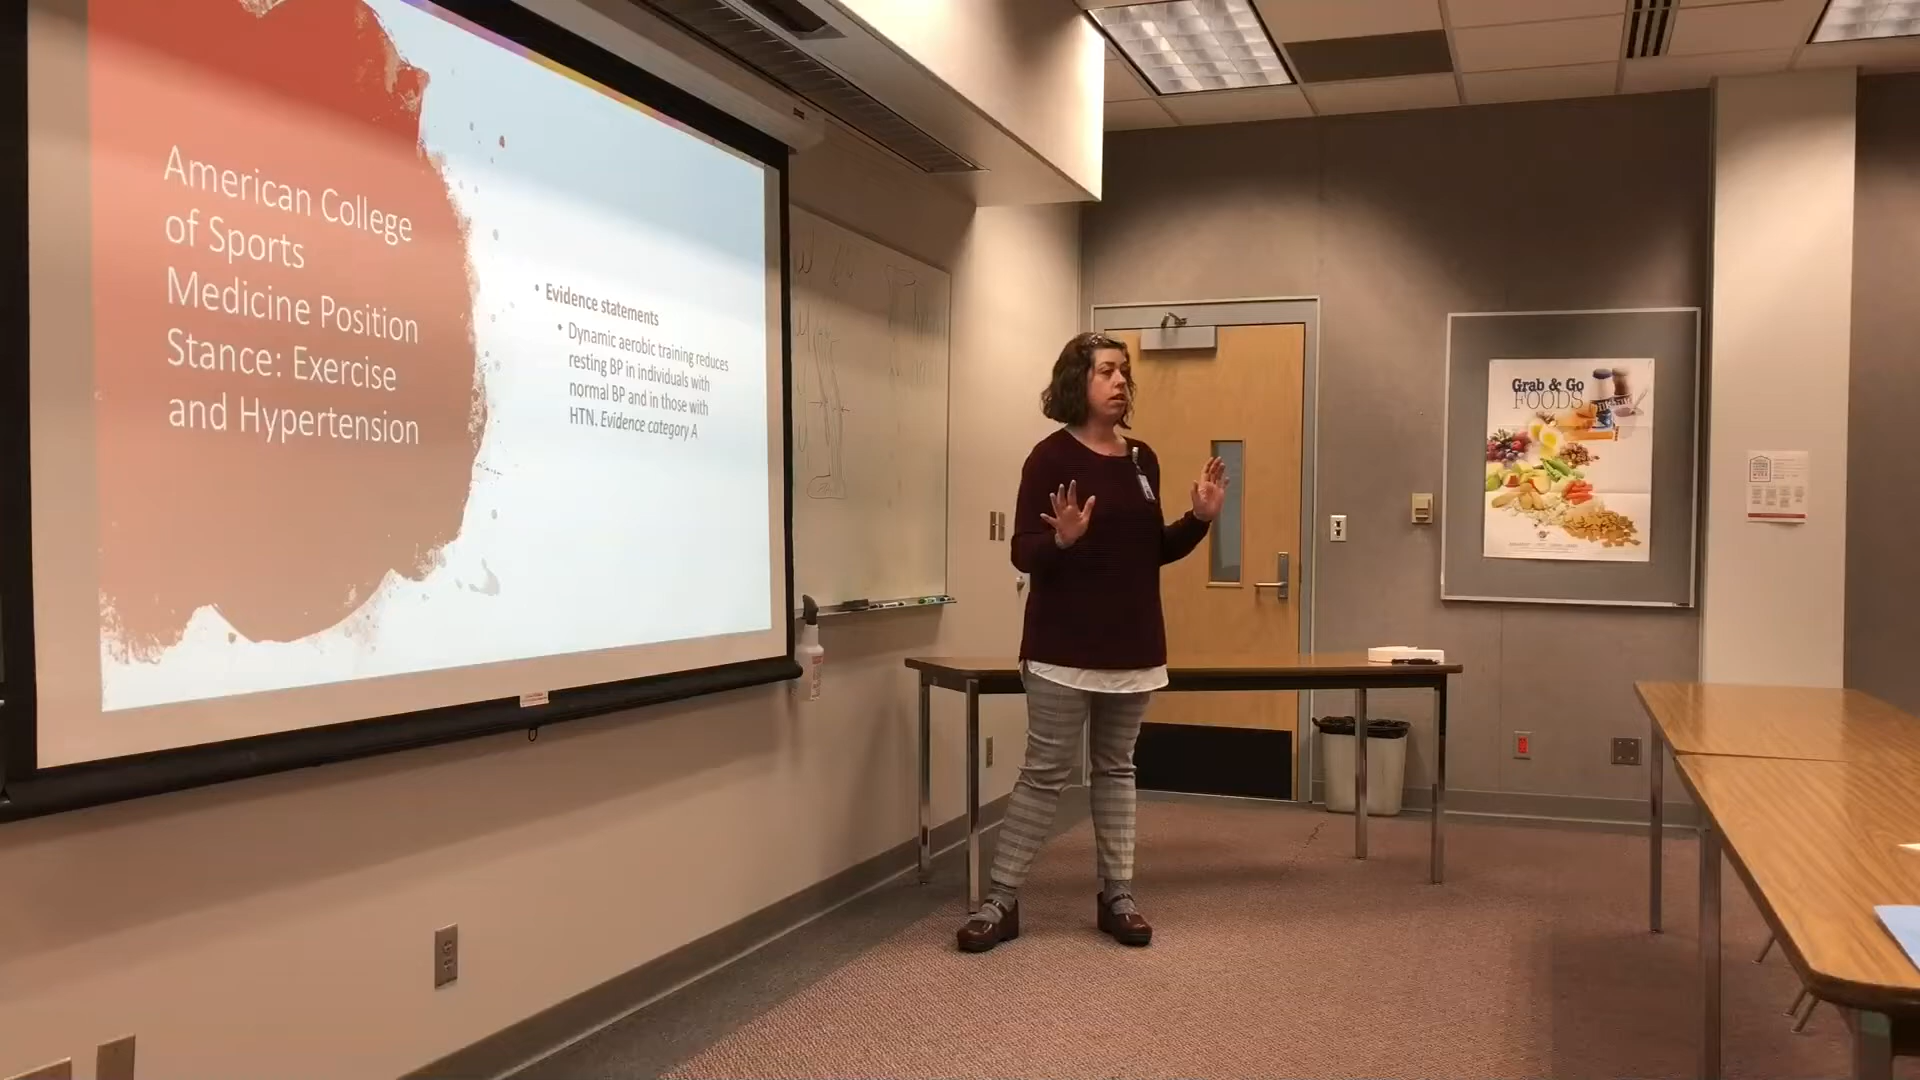 American College
of Sports
Medicine Position
Stance: Exercise
and Hypertension
• Evidence statements
• Dynamic aerobic training reduces
resting BP in individuals with
normal BP and in those with
HTN. Evidence category A
Grab & Go
FOODS